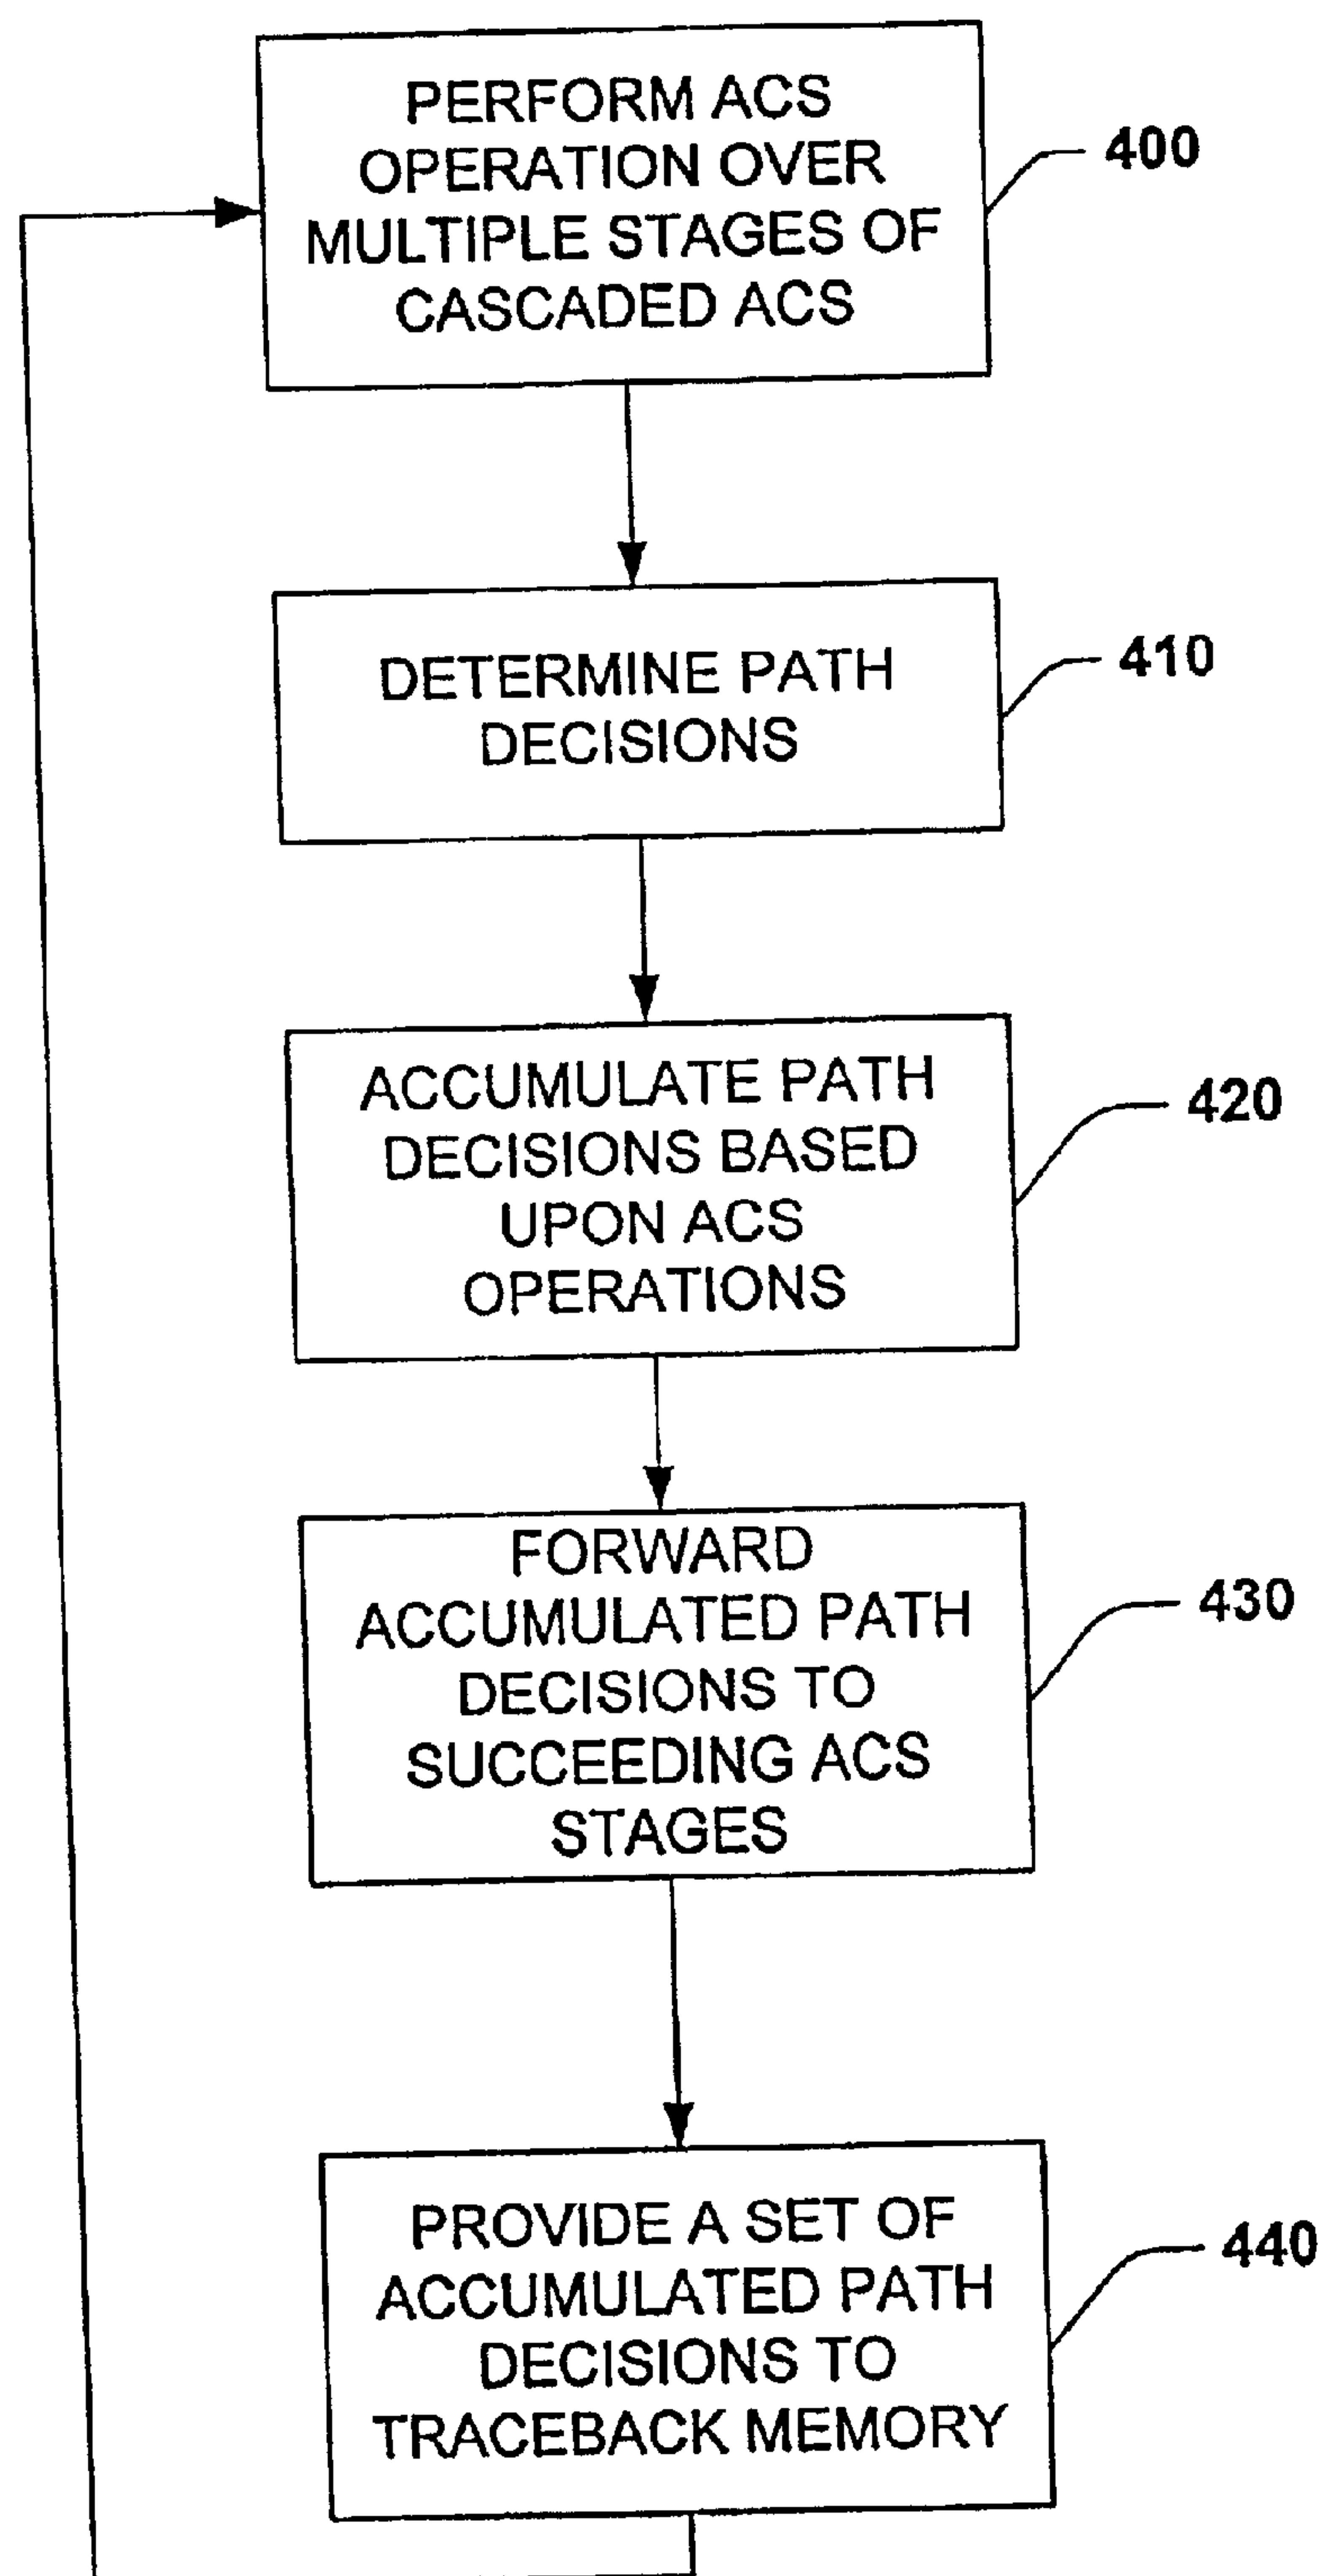 PERFORM ACS
OPERATION OVER
MULTIPLE STAGES OF
CASCADED ACS
400
DETERMINE PATH
DECISIONS
410
ACCUMULATE PATH
DECISIONS BASED
UPON ACS
OPERATIONS
420
FORWARD
ACCUMULATED PATH
DECISIONS TO
SUCCEEDING ACS
STAGES
430
PROVIDE A SET OF
ACCUMULATED PATH
DECISIONS TO
TRACEBACK MEMORY
440